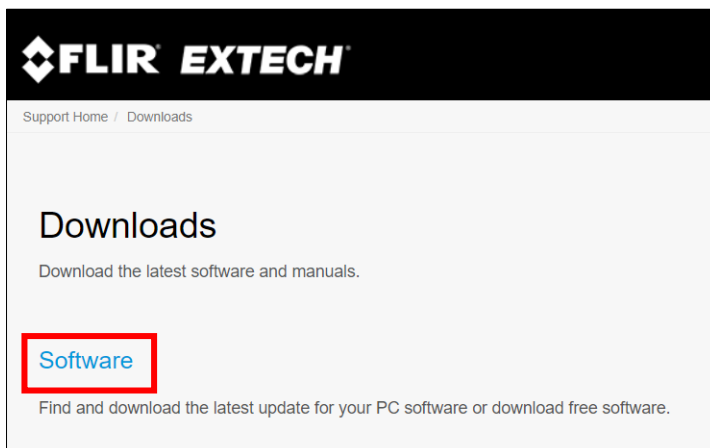 FLIR EXTECH
Support Home / Downloads
Downloads
Download the latest software and manuals.
Software
Find and download the latest update for your PC software or download free software.